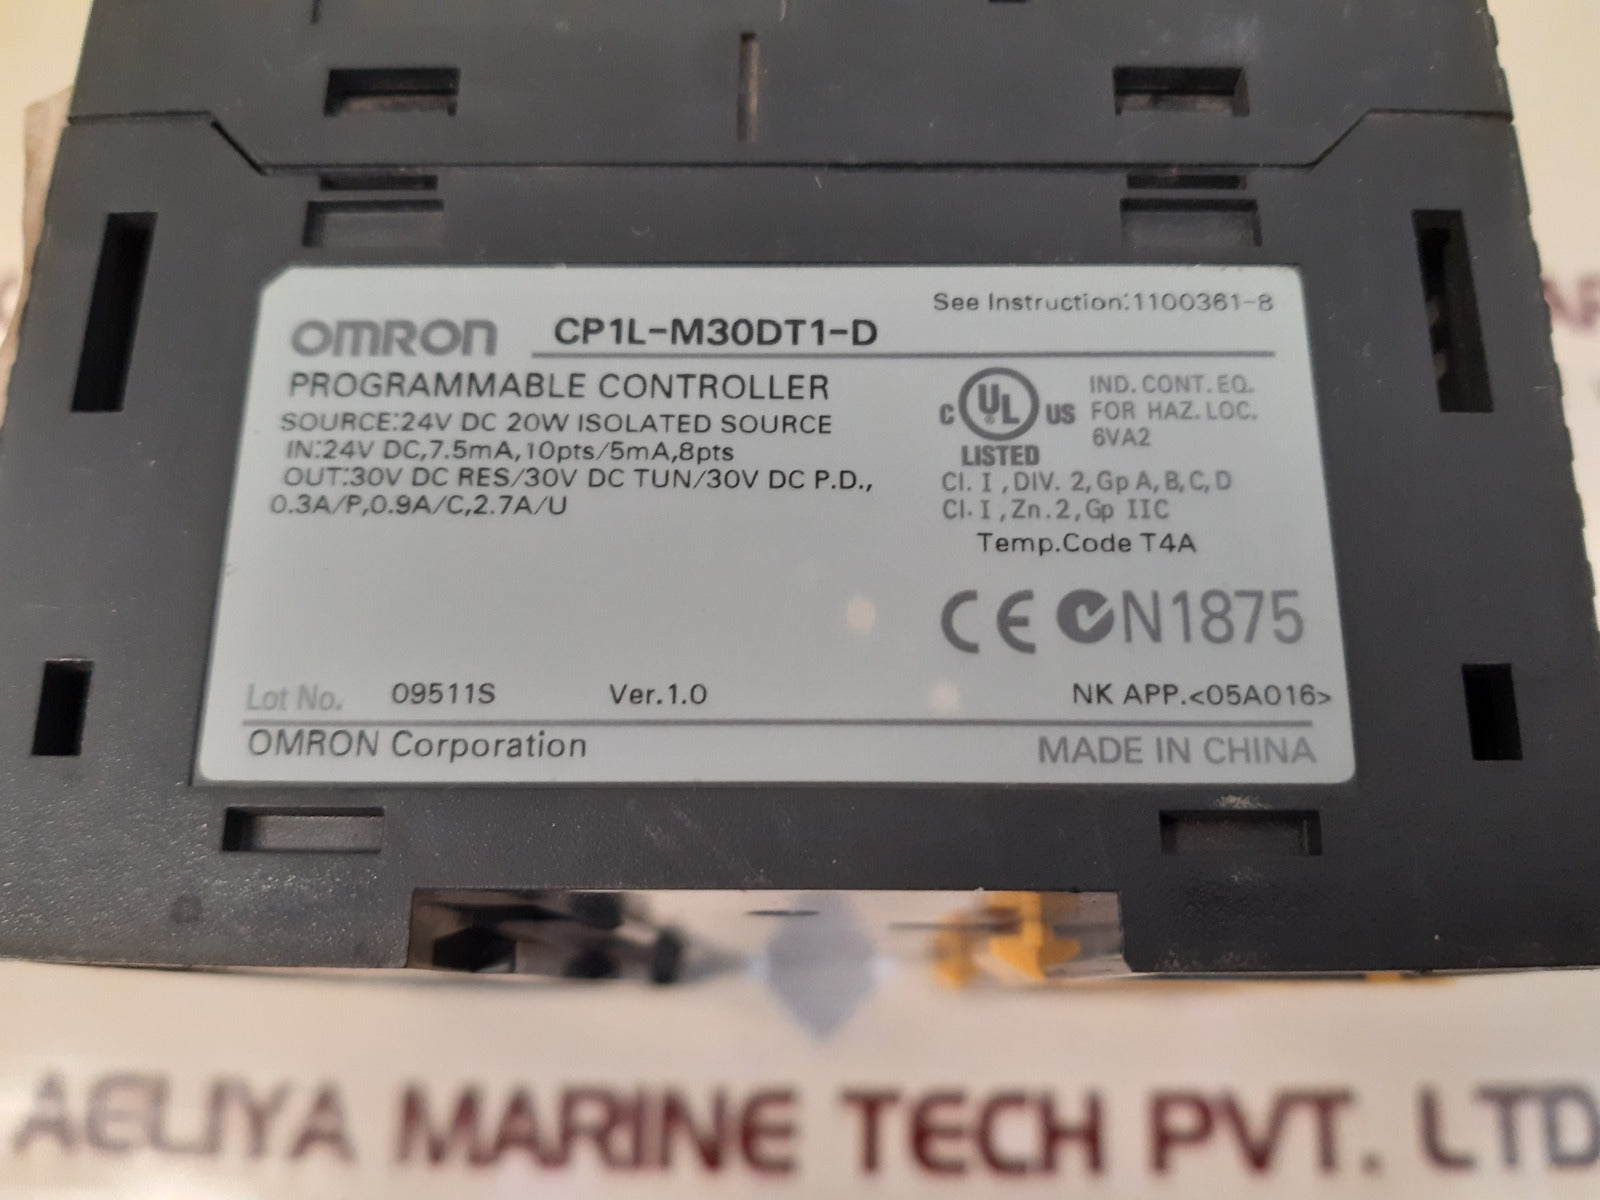 See Instruction:1100361-8
OMRON CP1L-M30DT1-D
PROGRAMMABLE CONTROLLER
SOURCE:24V DC 20W ISOLATED SOURCE
IN:24V DC,7.5mA,10pts/5mA,8pts
OUT:30V DC RES/30V DC TUN/30V DC P.D.,
0.3A/P,0.9A/C,2.7A/U
C UL US
LISTED
IND.CONT.EQ.
FOR HAZ.LOC.
6VA2
Cl.I,DIV.2,Gp A,B,C,D
Cl.I,Zn.2,Gp IIC
Temp.Code T4A
CE N1875
Lot No. 09511S Ver.1.0 NK APP.<05A016>
OMRON Corporation MADE IN CHINA
AELIYA MARINE TECH PVT. LTD